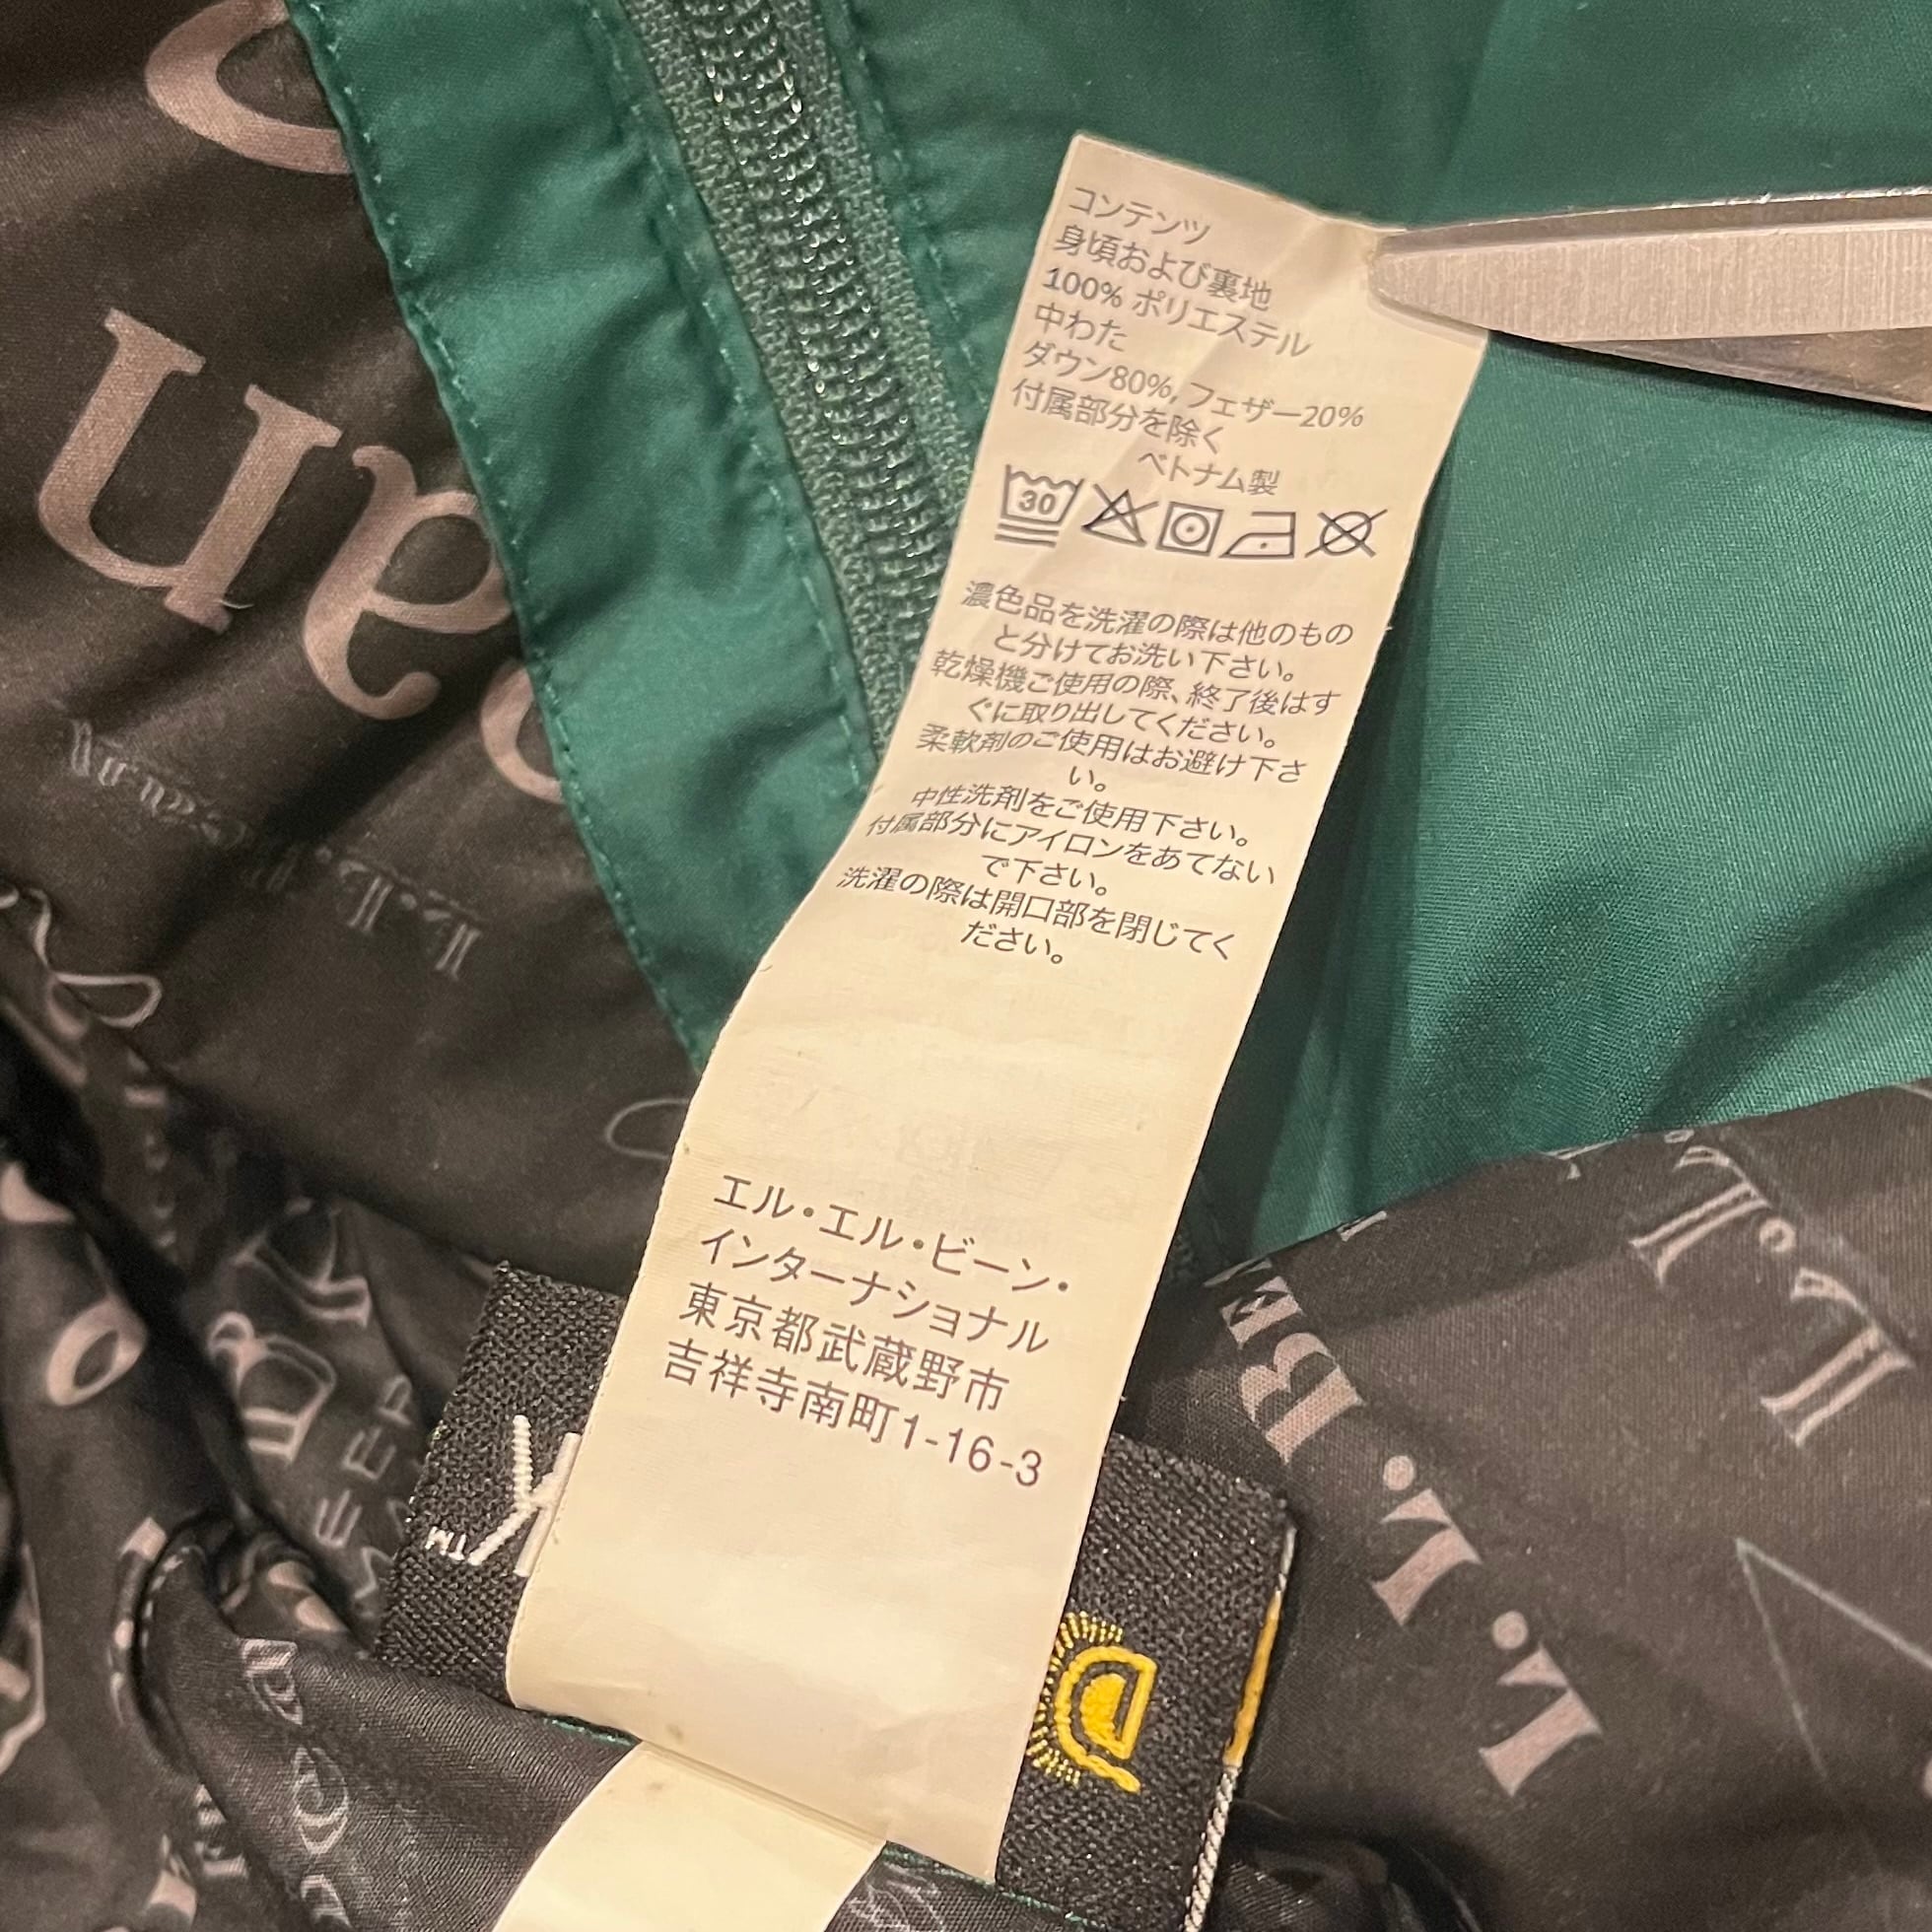 コンテンツ
身頃および裏地
100% ポリエステル
中わた
ダウン80%, フェザー20%
付属部分を除く
ベトナム製
30
濃色品を洗濯の際は他のもの
と分けてお洗い下さい。
乾燥機ご使用の際、終了後はす
ぐに取り出してください。
柔軟剤のご使用はお避け下さ
い。
中性洗剤をご使用下さい。
付属部分にアイロンをあてない
で下さい。
洗濯の際は開口部を閉じてく
ださい。
エル・エル・ビーン・
インターナショナル
東京都武蔵野市
吉祥寺南町1-16-3
TM
L.L.
L.L.BE